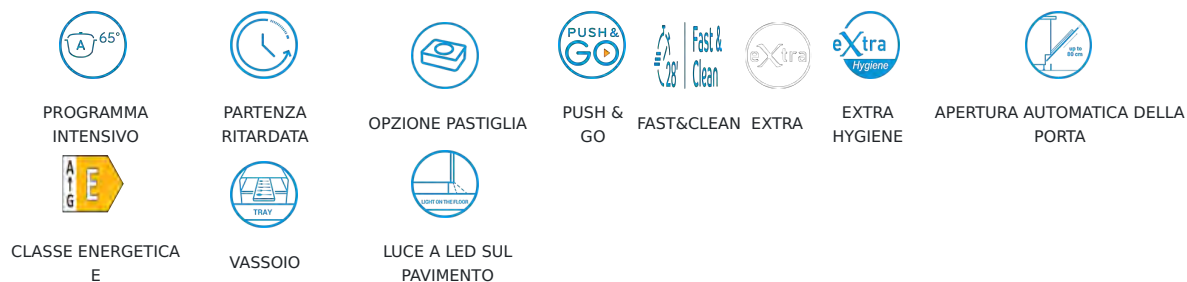 A 65°
PROGRAMMA
INTENSIVO
PARTENZA
RITARDATA
OPZIONE PASTIGLIA
PUSH &
GO
PUSH &
GO
28'
Fast &
Clean
FAST&CLEAN
eXtra
EXTRA
eXtra
Hygiene
EXTRA
HYGIENE
up to
80 cm
APERTURA AUTOMATICA DELLA
PORTA
A
G
E
CLASSE ENERGETICA
E
TRAY
VASSOIO
LIGHT ON THE FLOOR
LUCE A LED SUL
PAVIMENTO